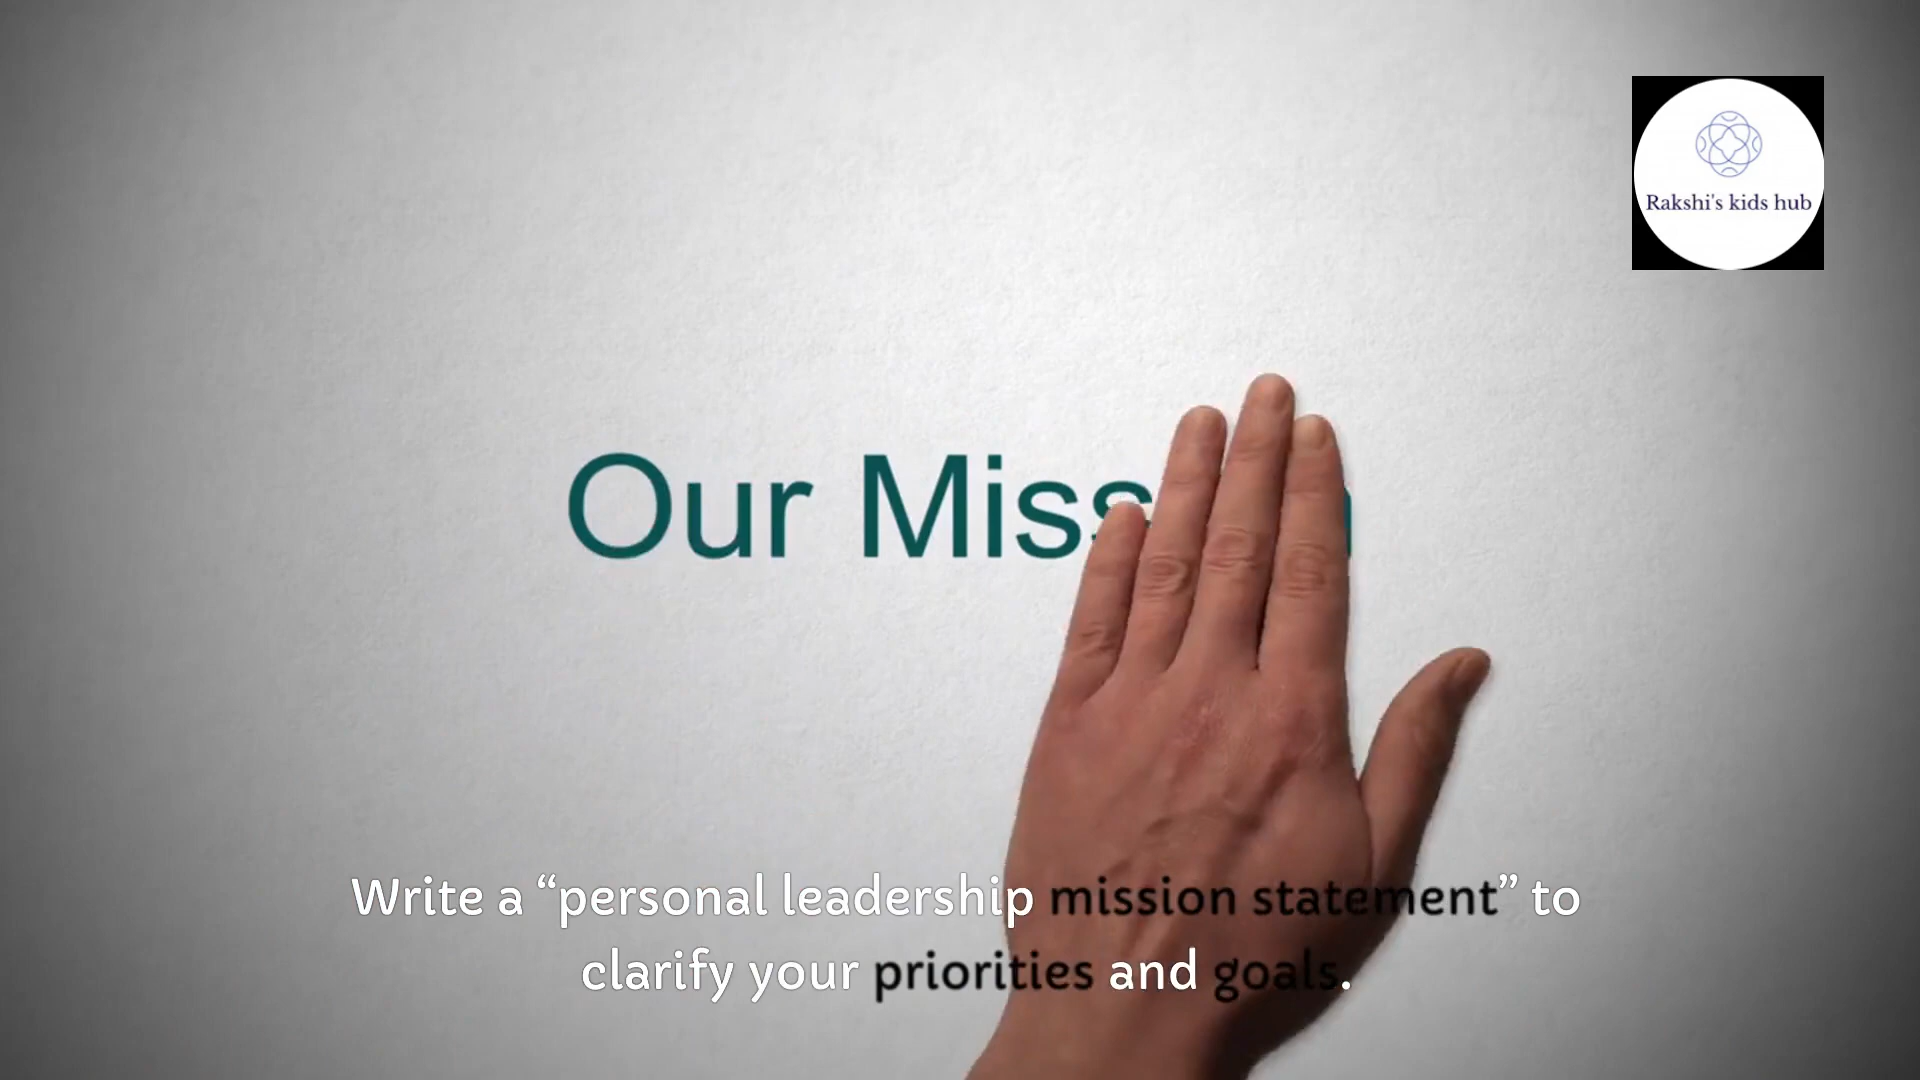 Rakshi's kids hub
Our Miss
Write a “personal leadership mission statement” to
clarify your priorities and goals.